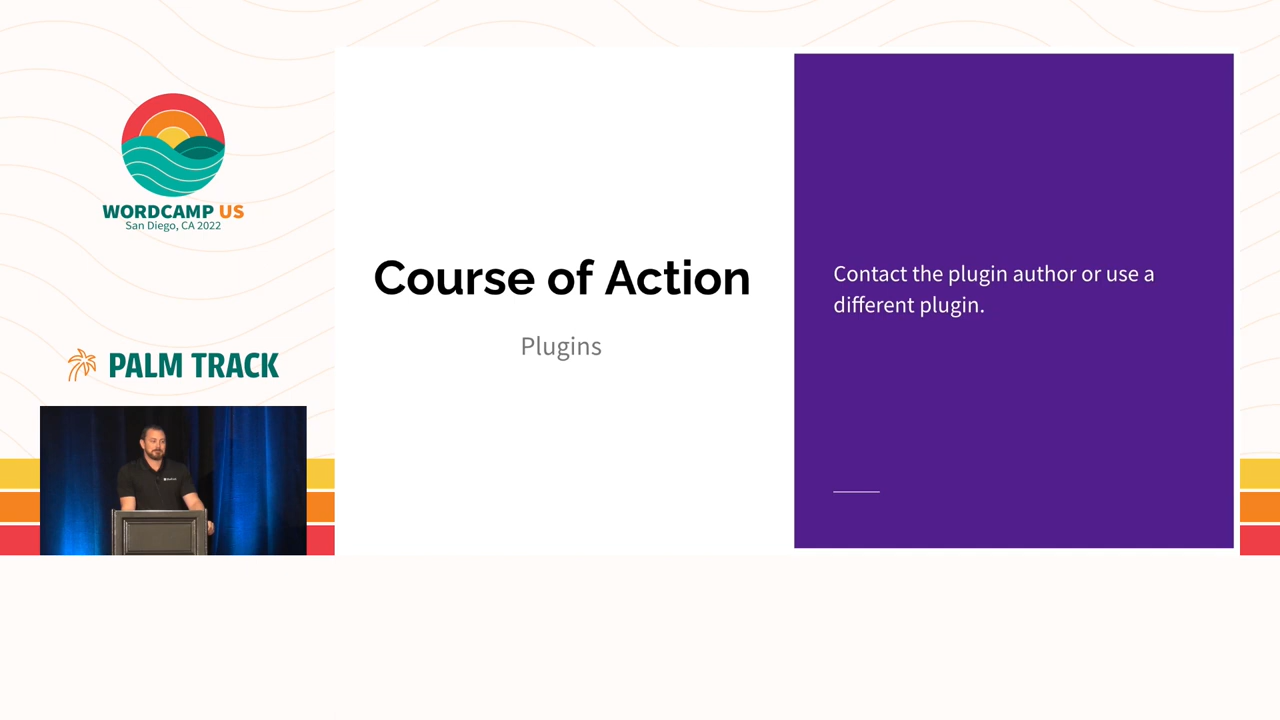 WORDCAMP US
San Diego, CA 2022
PALM TRACK
Course of Action
Plugins
Contact the plugin author or use a
different plugin.